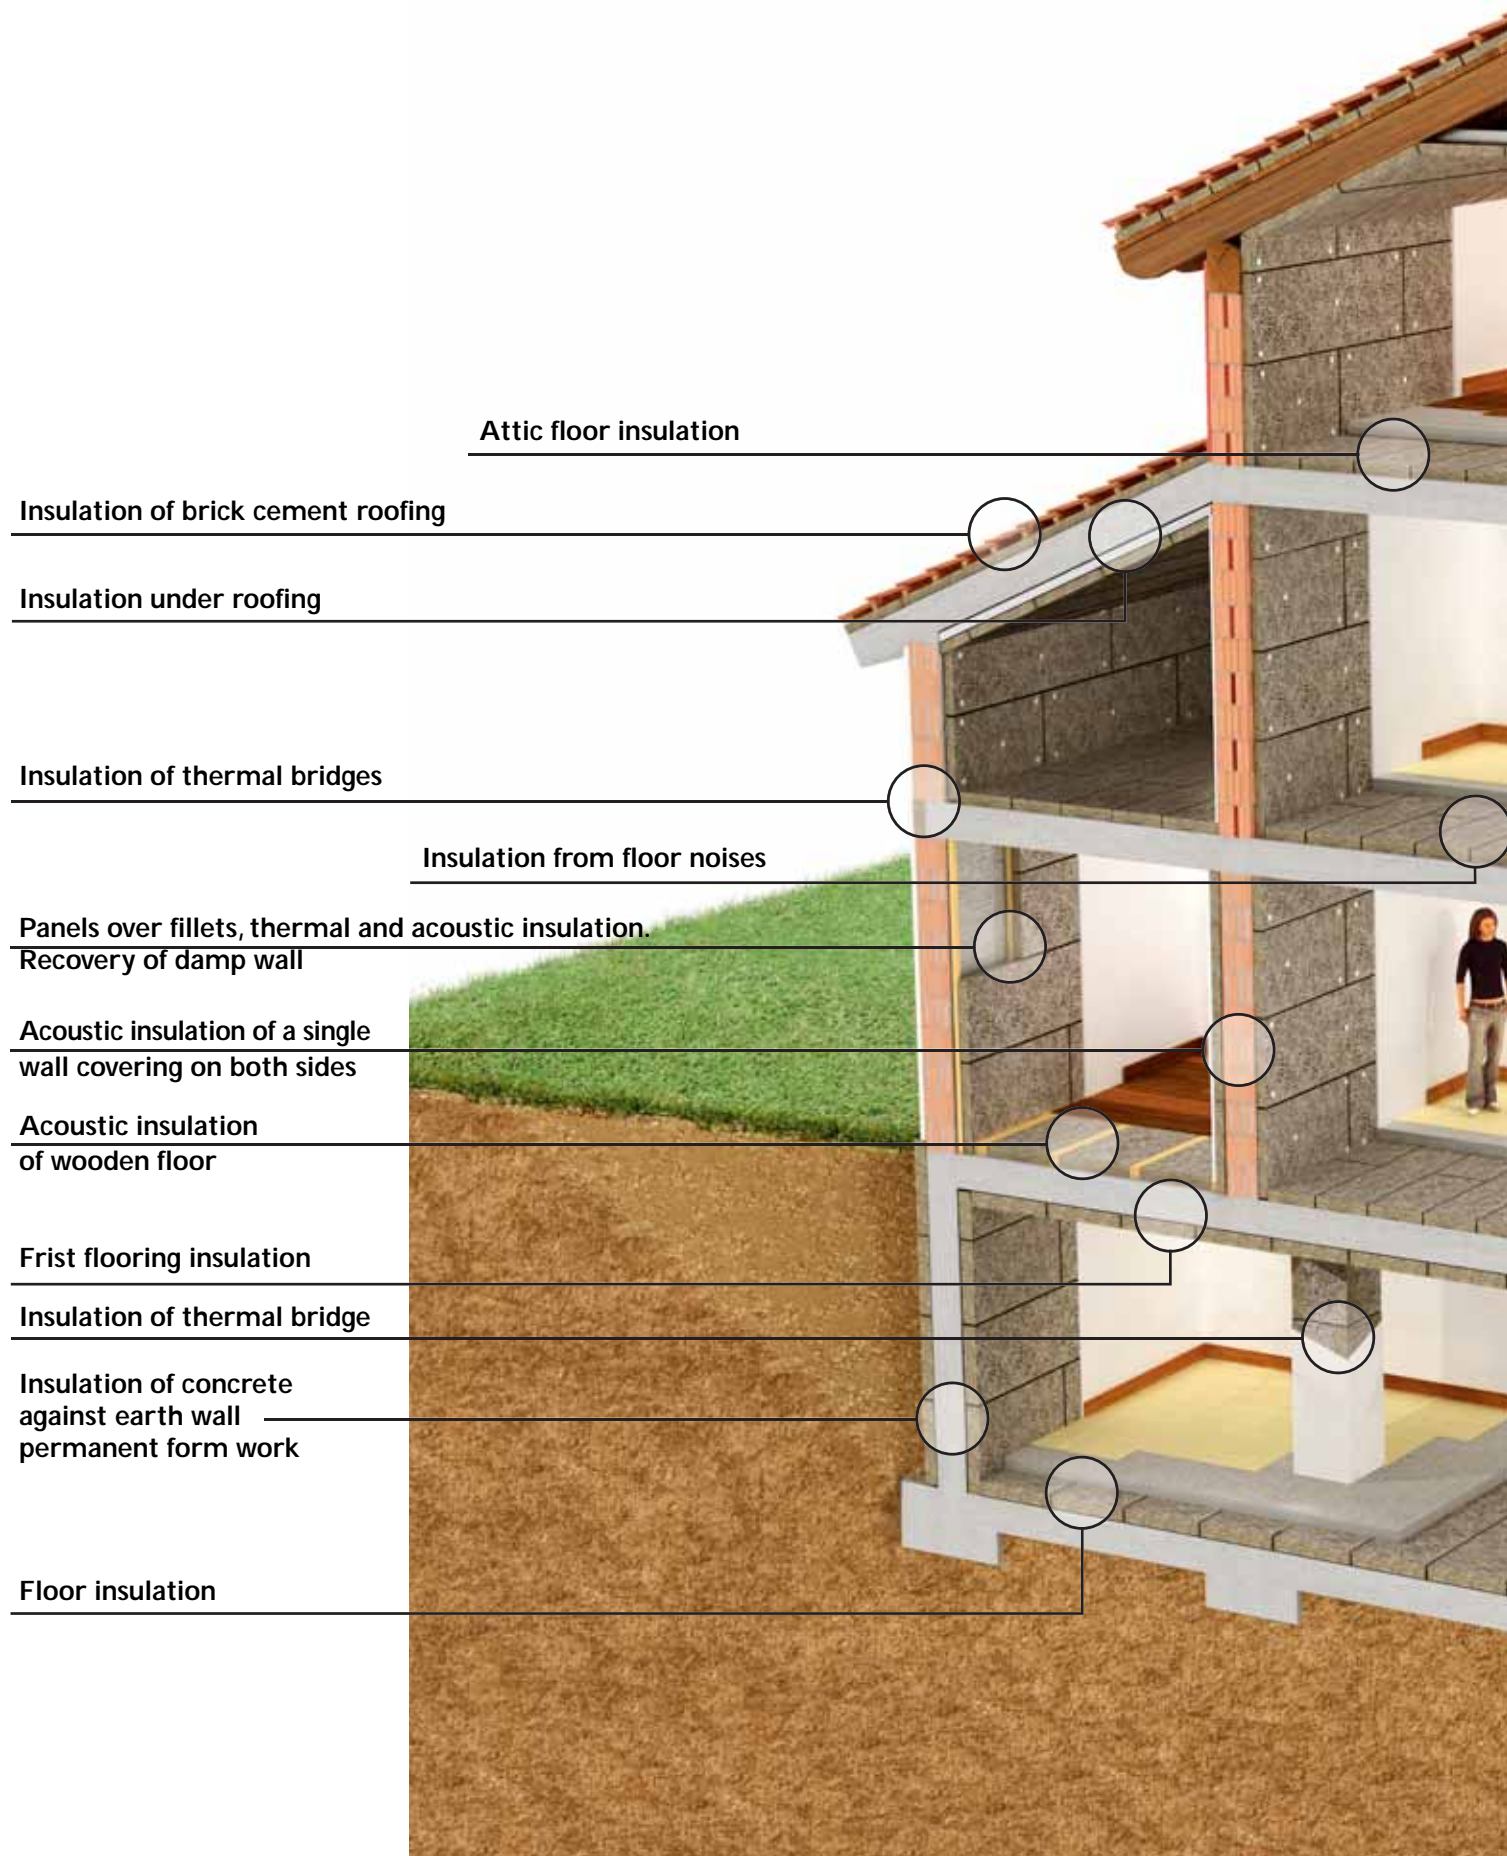 Attic floor insulation
Insulation of brick cement roofing
Insulation under roofing
Insulation of thermal bridges
Insulation from floor noises
Panels over fillets, thermal and acoustic insulation.
Recovery of damp wall
Acoustic insulation of a single
wall covering on both sides
Acoustic insulation
of wooden floor
Frist flooring insulation
Insulation of thermal bridge
Insulation of concrete
against earth wall
permanent form work
Floor insulation